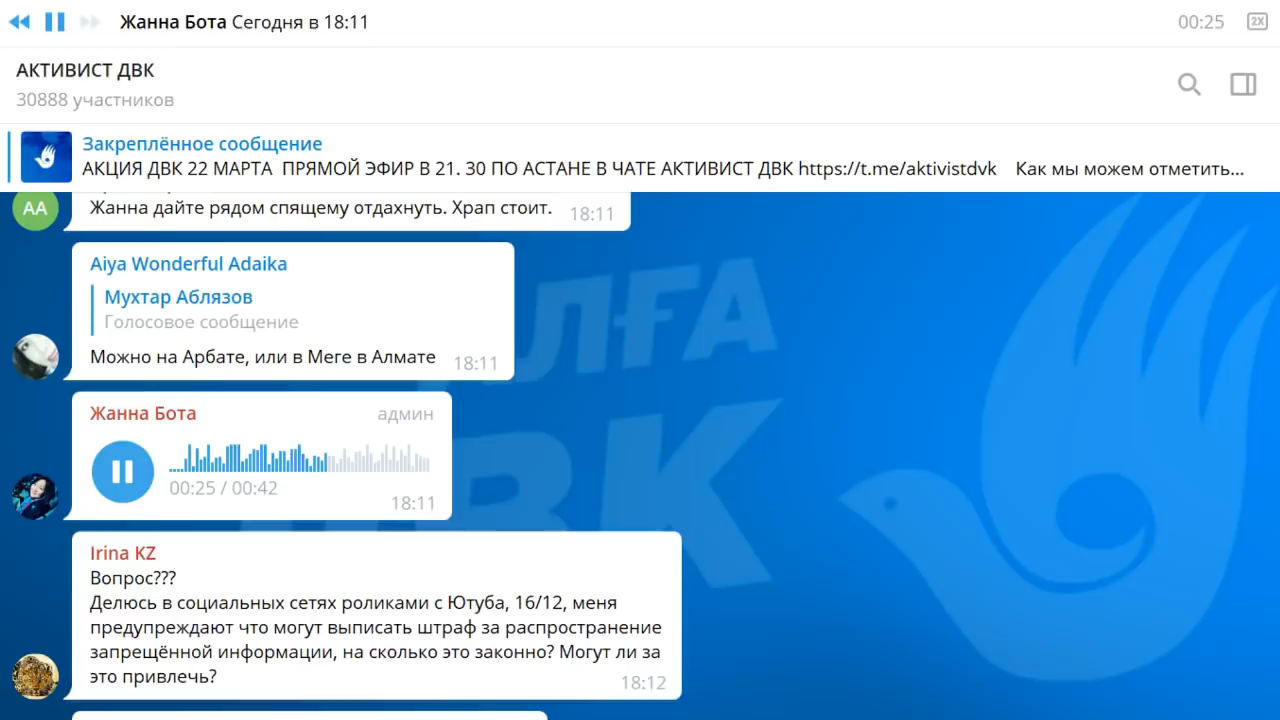 Жанна Бота Сегодня в 18:11
00:25
2X
АКТИВИСТ ДВК
30888 участников
Закреплённое сообщение
АКЦИЯ ДВК 22 МАРТА ПРЯМОЙ ЭФИР В 21. 30 ПО АСТАНЕ В ЧАТЕ АКТИВИСТ ДВК https://t.me/aktivistdvk Как мы можем отметить...
AA
Жанна дайте рядом спящему отдахнуть. Храп стоит.
18:11
Aiya Wonderful Adaika
Мухтар Аблязов
Голосовое сообщение
Можно на Арбате, или в Меге в Алмате
18:11
Жанна Бота
админ
00:25 / 00:42
18:11
Irina KZ
Вопрос???
Делюсь в социальных сетях роликами с Ютуба, 16/12, меня
предупреждают что могут выписать штраф за распространение
запрещённой информации, на сколько это законно? Могут ли за
это привлечь?
18:12